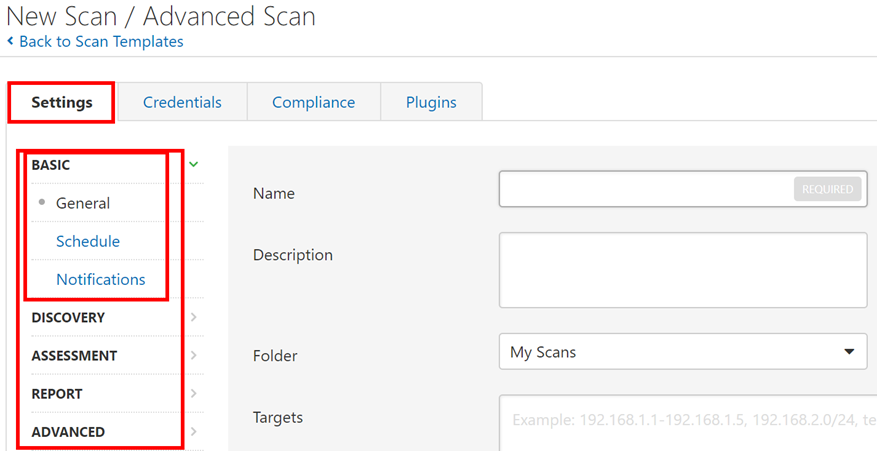 New Scan / Advanced Scan
Back to Scan Templates
Settings
Credentials
Compliance
Plugins
BASIC
General
Schedule
Notifications
DISCOVERY
ASSESSMENT
REPORT
ADVANCED
Name
REQUIRED
Description
Folder
My Scans
Targets
Example: 192.168.1.1-192.168.1.5, 192.168.2.0/24, te